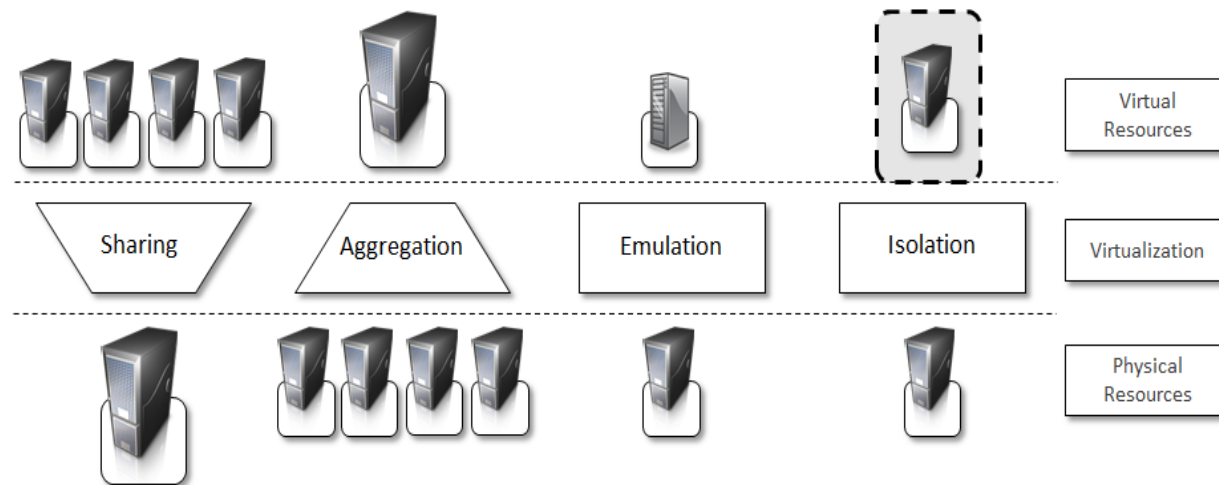 Virtual
Resources
Sharing
Aggregation
Emulation
Isolation
Virtualization
Physical
Resources